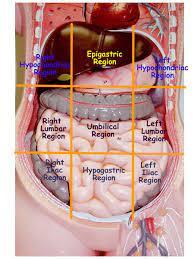 Right
Hypochondriac
Region
Epigastric
Region
Left
Hypochondriac
Region
Right
Lumbar
Region
Umbilical
Region
Left
Lumbar
Region
Right
Iliac
Region
Hypogastric
Region
Left
Iliac
Region